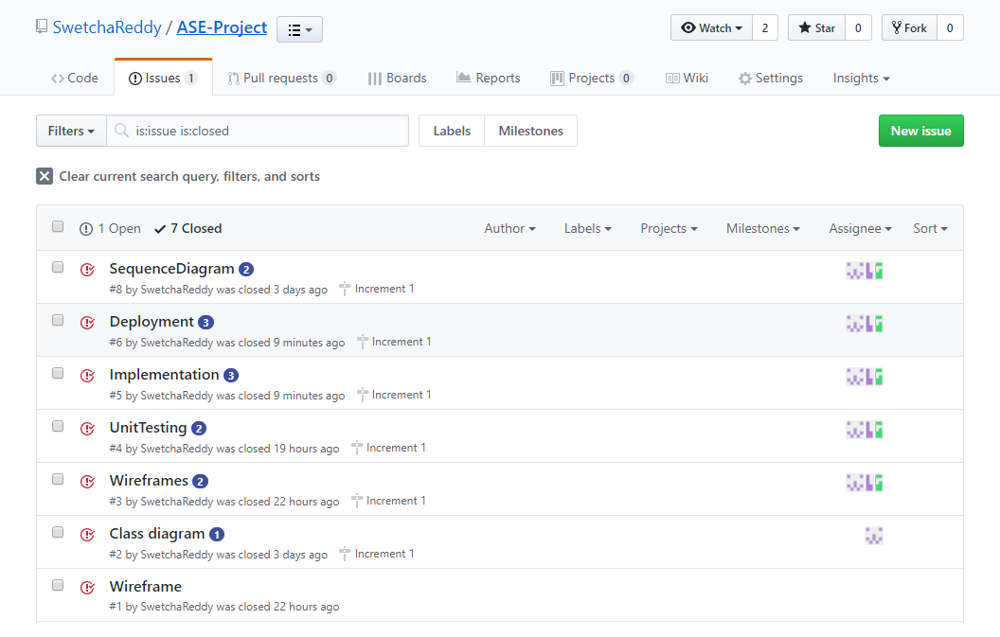 SwetchaReddy / ASE-Project Watch 2 Star 0 Fork 0
Code Issues 1 Pull requests 0 Boards Reports Projects 0 Wiki Settings Insights
Filters is:issue is:closed Labels Milestones New issue
Clear current search query, filters, and sorts
1 Open 7 Closed Author Labels Projects Milestones Assignee Sort
SequenceDiagram 2
#8 by SwetchaReddy was closed 3 days ago Increment 1
Deployment 3
#6 by SwetchaReddy was closed 9 minutes ago Increment 1
Implementation 3
#5 by SwetchaReddy was closed 9 minutes ago Increment 1
UnitTesting 2
#4 by SwetchaReddy was closed 19 hours ago Increment 1
Wireframes 2
#3 by SwetchaReddy was closed 22 hours ago Increment 1
Class diagram 1
#2 by SwetchaReddy was closed 3 days ago Increment 1
Wireframe
#1 by SwetchaReddy was closed 22 hours ago